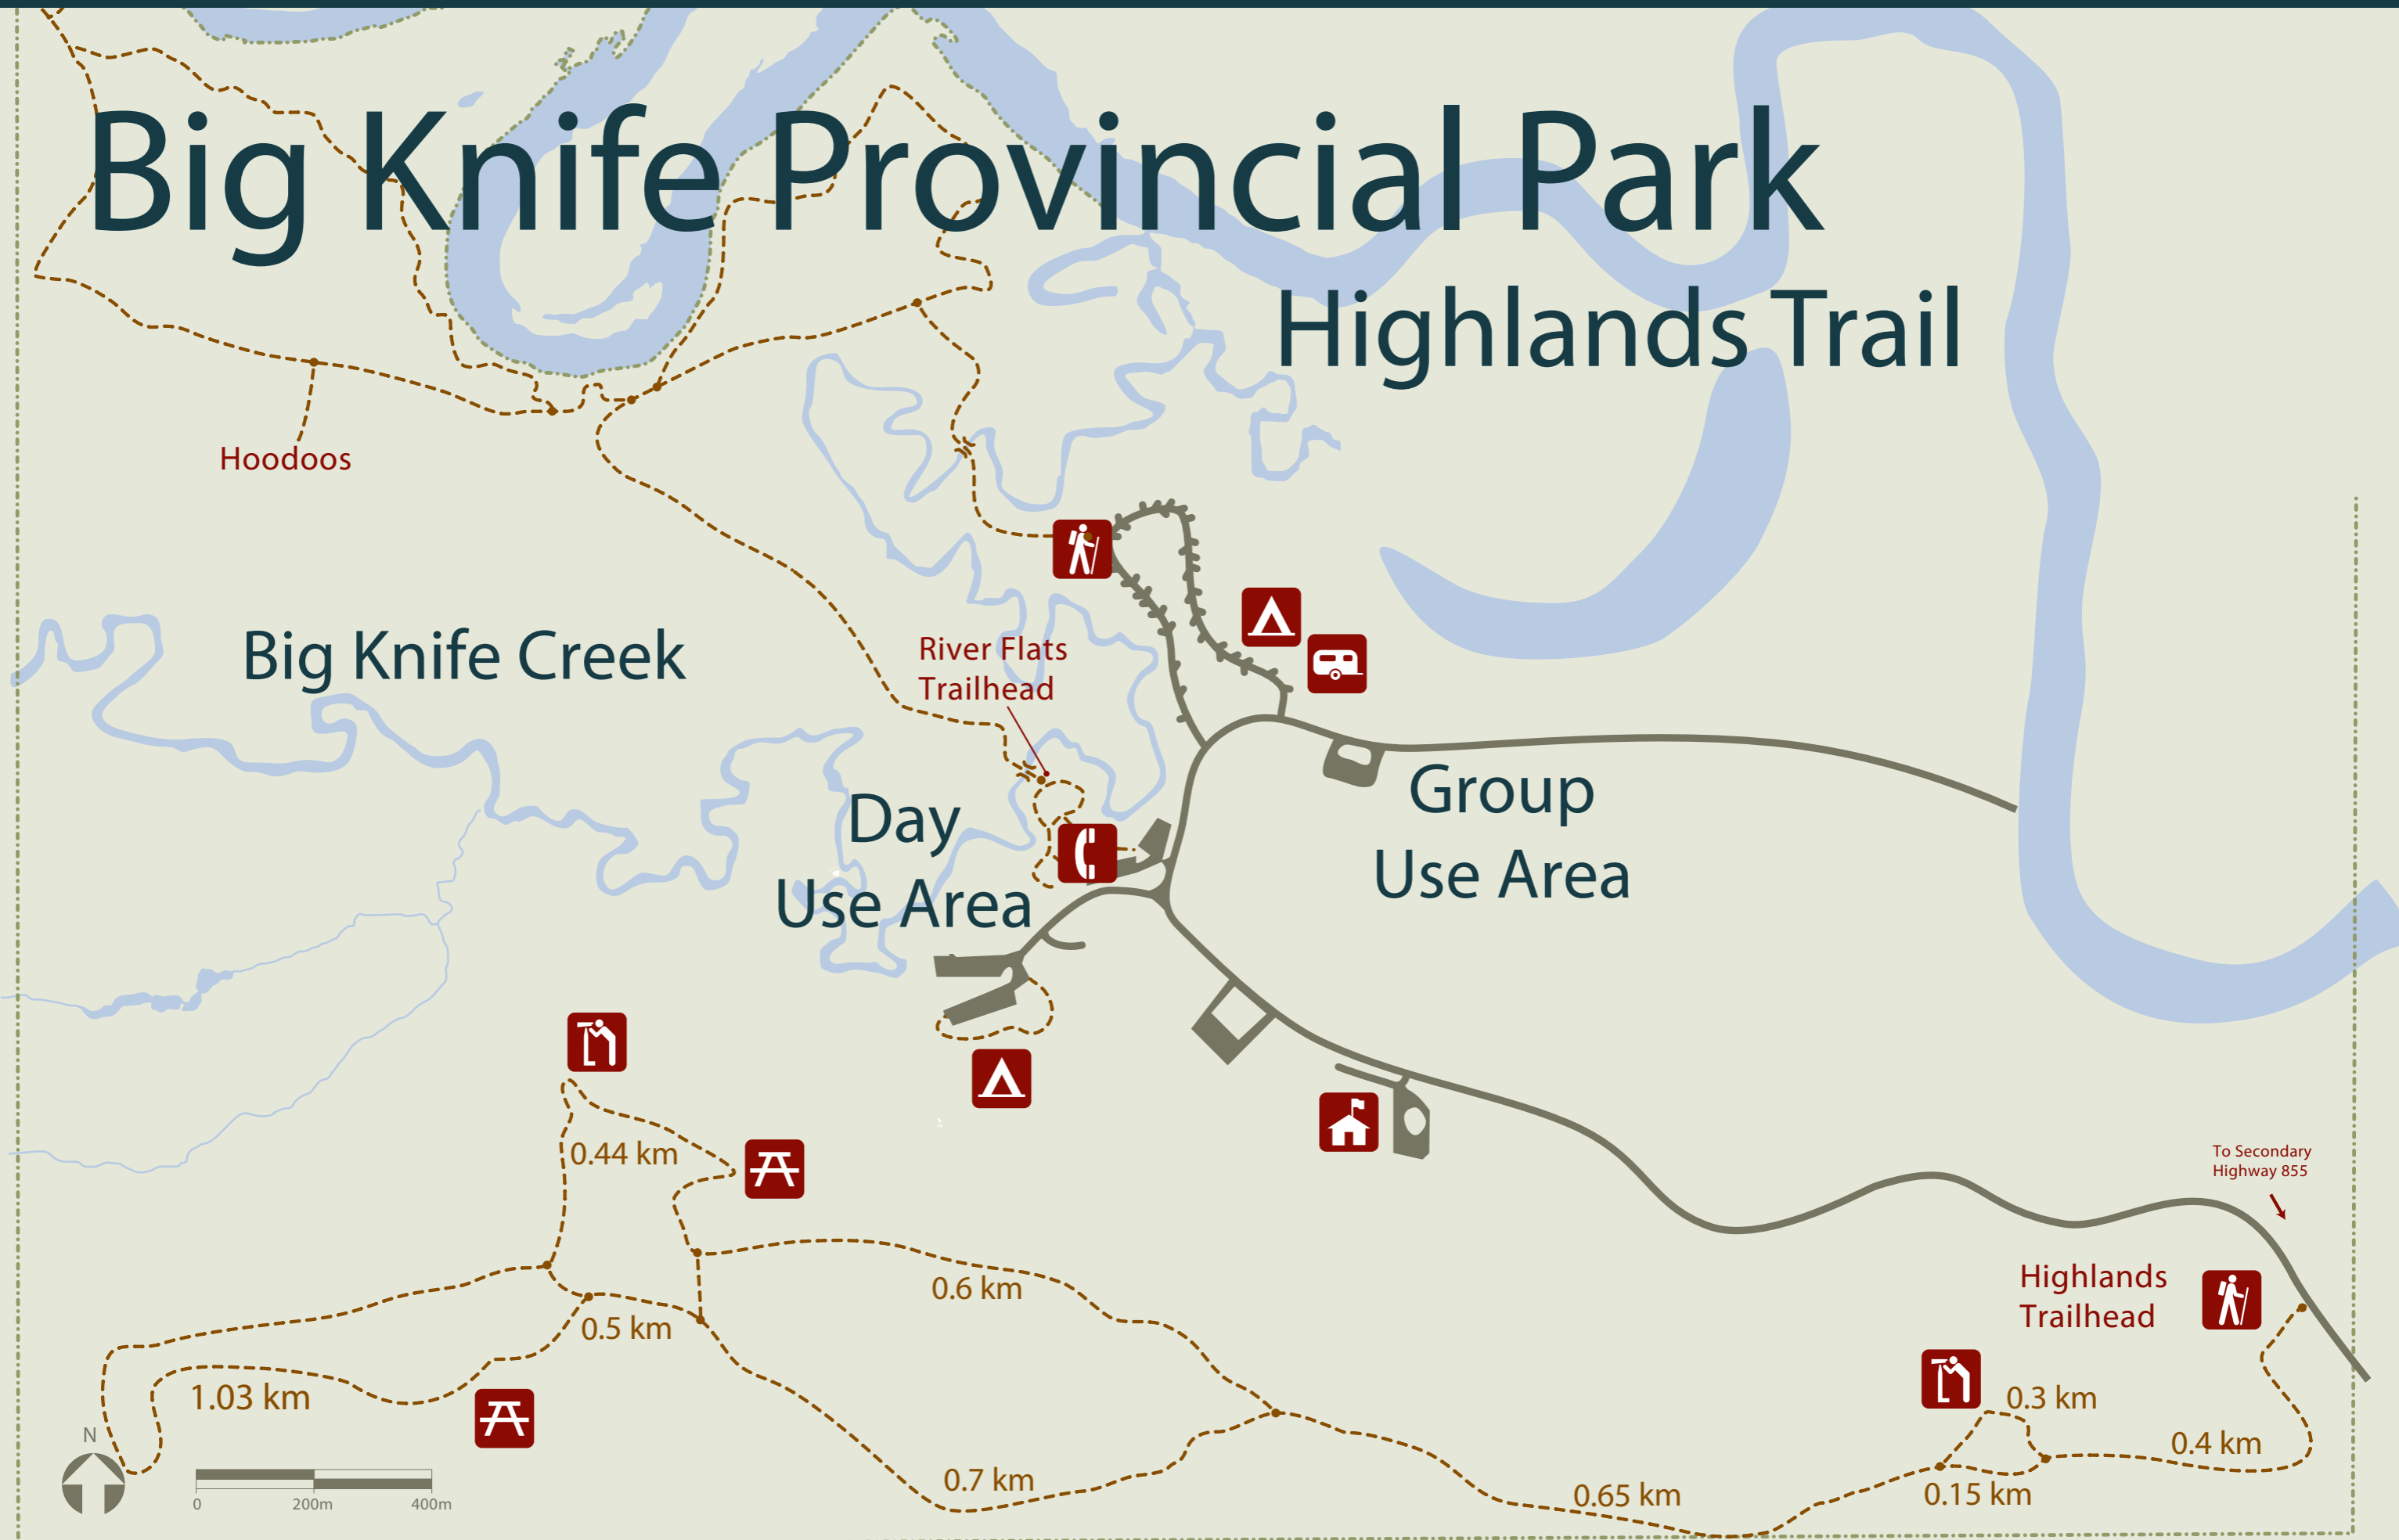 Big Knife Provincial Park
Highlands Trail
Hoodoos
Big Knife Creek
River Flats
Trailhead
Day
Use Area
Group
Use Area
To Secondary
Highway 855
0.44 km
Highlands
Trailhead
0.6 km
0.5 km
1.03 km
0.3 km
0.4 km
0.7 km
0.65 km
0.15 km
N
0 200m 400m